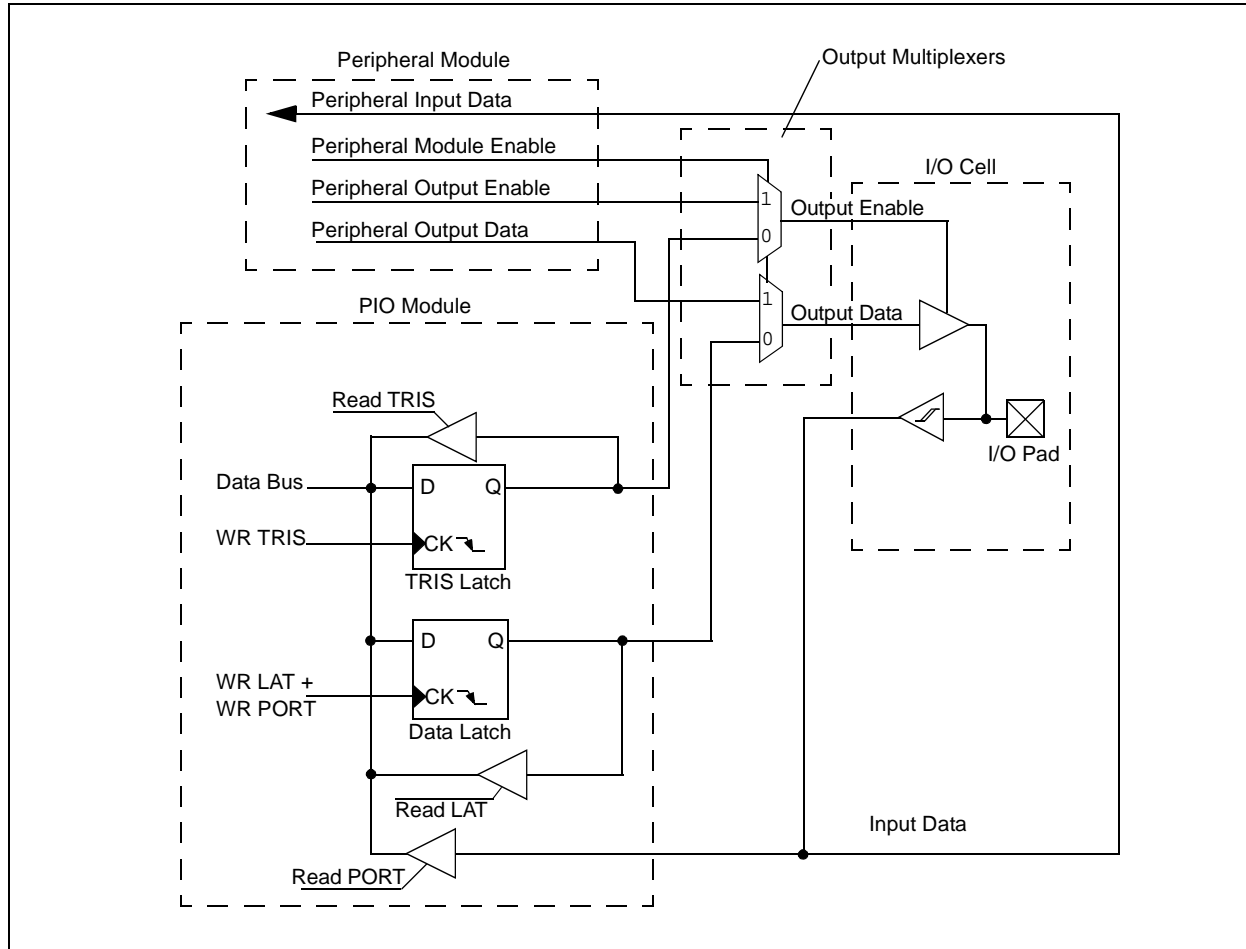 Peripheral Module
Output Multiplexers
Peripheral Input Data
Peripheral Module Enable
I/O Cell
Peripheral Output Enable
1
Output Enable
Peripheral Output Data
0
PIO Module
1
Output Data
0
Read TRIS
I/O Pad
Data Bus
D
Q
WR TRIS
CK
TRIS Latch
D
Q
WR LAT +
WR PORT
CK
Data Latch
Read LAT
Input Data
Read PORT